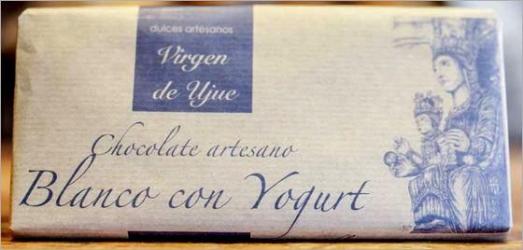 dulces artesanos
Virgen
de Ujue
Chocolate artesano
Blanco con Yogurt